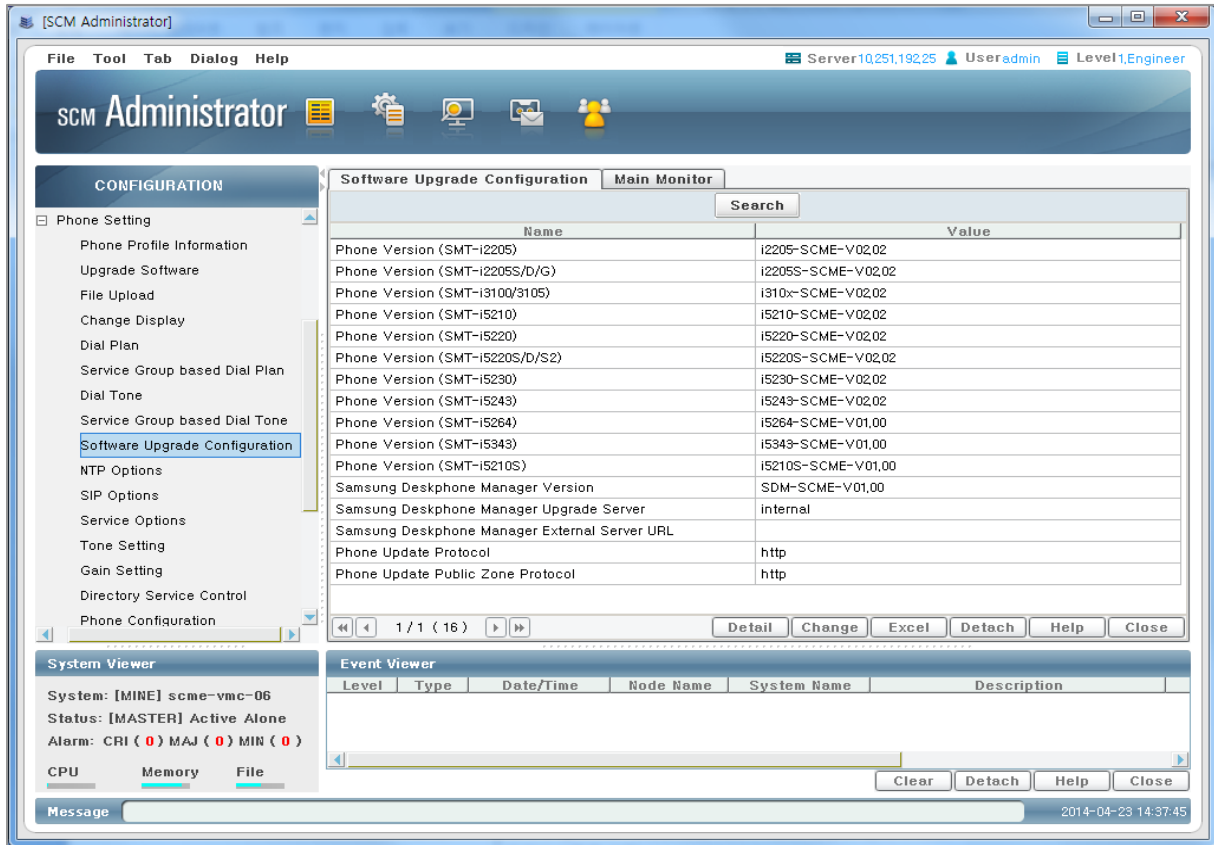 [SCM Administrator]
File Tool Tab Dialog Help
Server 10,251,192,25 User admin Level 1,Engineer
SCM Administrator
CONFIGURATION
Phone Setting
Phone Profile Information
Upgrade Software
File Upload
Change Display
Dial Plan
Service Group based Dial Plan
Dial Tone
Service Group based Dial Tone
Software Upgrade Configuration
NTP Options
SIP Options
Service Options
Tone Setting
Gain Setting
Directory Service Control
Phone Configuration
Software Upgrade Configuration Main Monitor
Search
Name Value
Phone Version (SMT-i2205) i2205-SCME-V02,02
Phone Version (SMT-i2205S/D/G) i2205S-SCME-V02,02
Phone Version (SMT-i3100/3105) i310x-SCME-V02,02
Phone Version (SMT-i5210) i5210-SCME-V02,02
Phone Version (SMT-i5220) i5220-SCME-V02,02
Phone Version (SMT-i5220S/D/S2) i5220S-SCME-V02,02
Phone Version (SMT-i5230) i5230-SCME-V02,02
Phone Version (SMT-i5243) i5243-SCME-V02,02
Phone Version (SMT-i5264) i5264-SCME-V01,00
Phone Version (SMT-i5343) i5343-SCME-V01,00
Phone Version (SMT-i5210S) i5210S-SCME-V01,00
Samsung Deskphone Manager Version SDM-SCME-V01,00
Samsung Deskphone Manager Upgrade Server internal
Samsung Deskphone Manager External Server URL
Phone Update Protocol http
Phone Update Public Zone Protocol http
1/1 ( 16 ) Detail Change Excel Detach Help Close
System Viewer
System: [MINE] scme-vmc-06
Status: [MASTER] Active Alone
Alarm: CRI ( 0 ) MAJ ( 0 ) MIN ( 0 )
CPU Memory File
Event Viewer
Level Type Date/Time Node Name System Name Description
Clear Detach Help Close
Message 2014-04-23 14:37:45